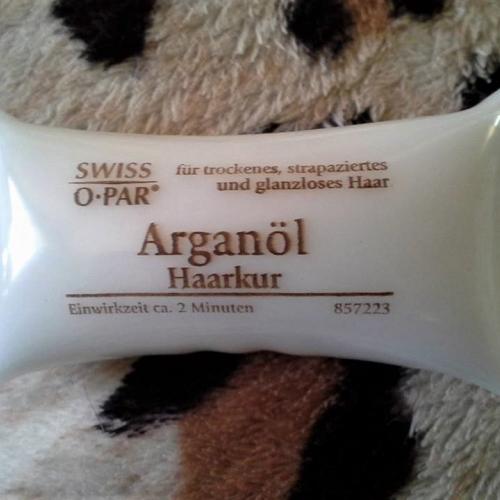 SWISS
O·PAR®
für trockenes, strapaziertes
und glanzloses Haar
Arganöl
Haarkur
Einwirkzeit ca. 2 Minuten
857223